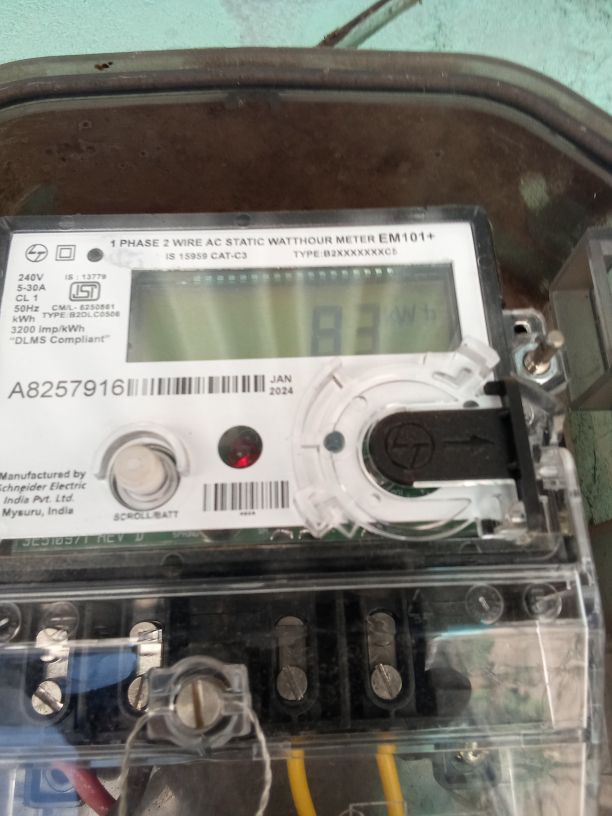 1 PHASE 2 WIRE AC STATIC WATTHOUR METER EM101+
IS 15959 CAT-C3 TYPE:B2XXXXXXXC5
240V
5-30A
CL 1
50Hz
kWh
3200 imp/kWh
"DLMS Compliant"
IS : 13779
CM/L- 6250861
TYPE:B2DLC0506
A8257916
JAN
2024
Manufactured by
Schneider Electric
India Pvt. Ltd.
Mysuru, India
SCROLL/BATT